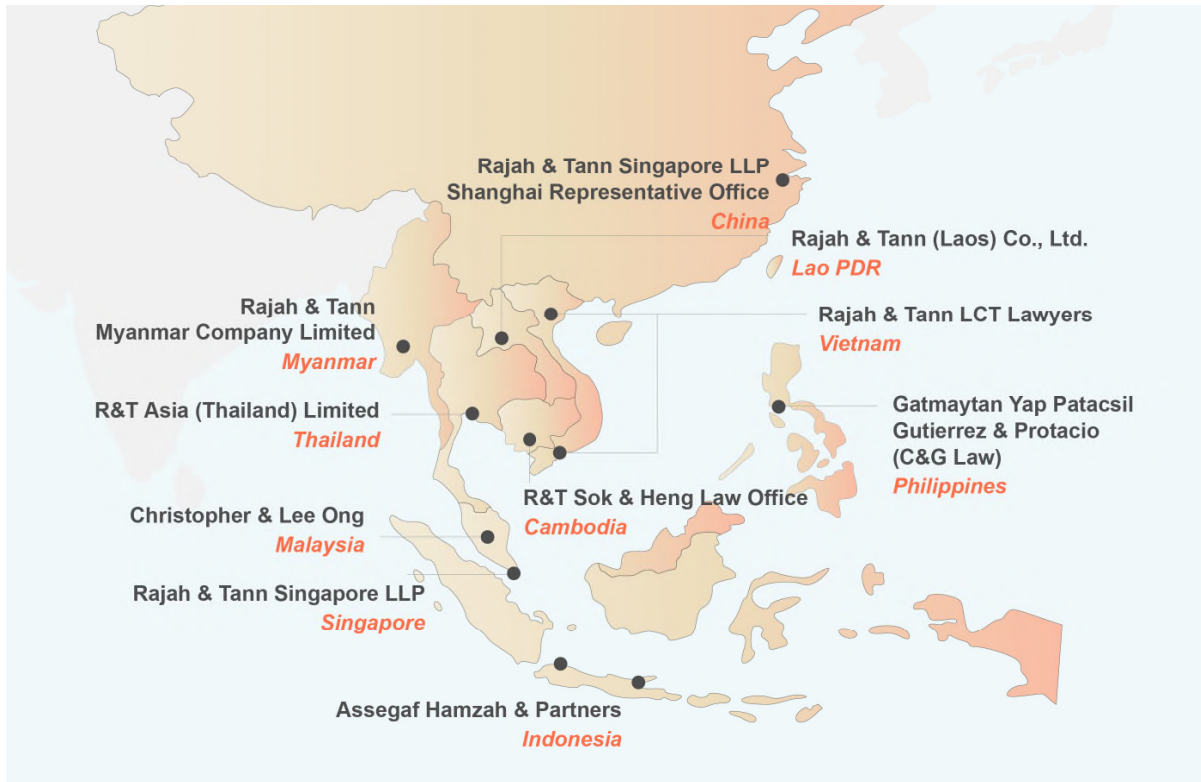 Rajah & Tann Singapore LLP
Shanghai Representative Office
China
Rajah & Tann (Laos) Co., Ltd.
Lao PDR
Rajah & Tann
Myanmar Company Limited
Myanmar
Rajah & Tann LCT Lawyers
Vietnam
R&T Asia (Thailand) Limited
Thailand
Gatmaytan Yap Patacsil
Gutierrez & Protacio
(C&G Law)
Philippines
R&T Sok & Heng Law Office
Cambodia
Christopher & Lee Ong
Malaysia
Rajah & Tann Singapore LLP
Singapore
Assegaf Hamzah & Partners
Indonesia